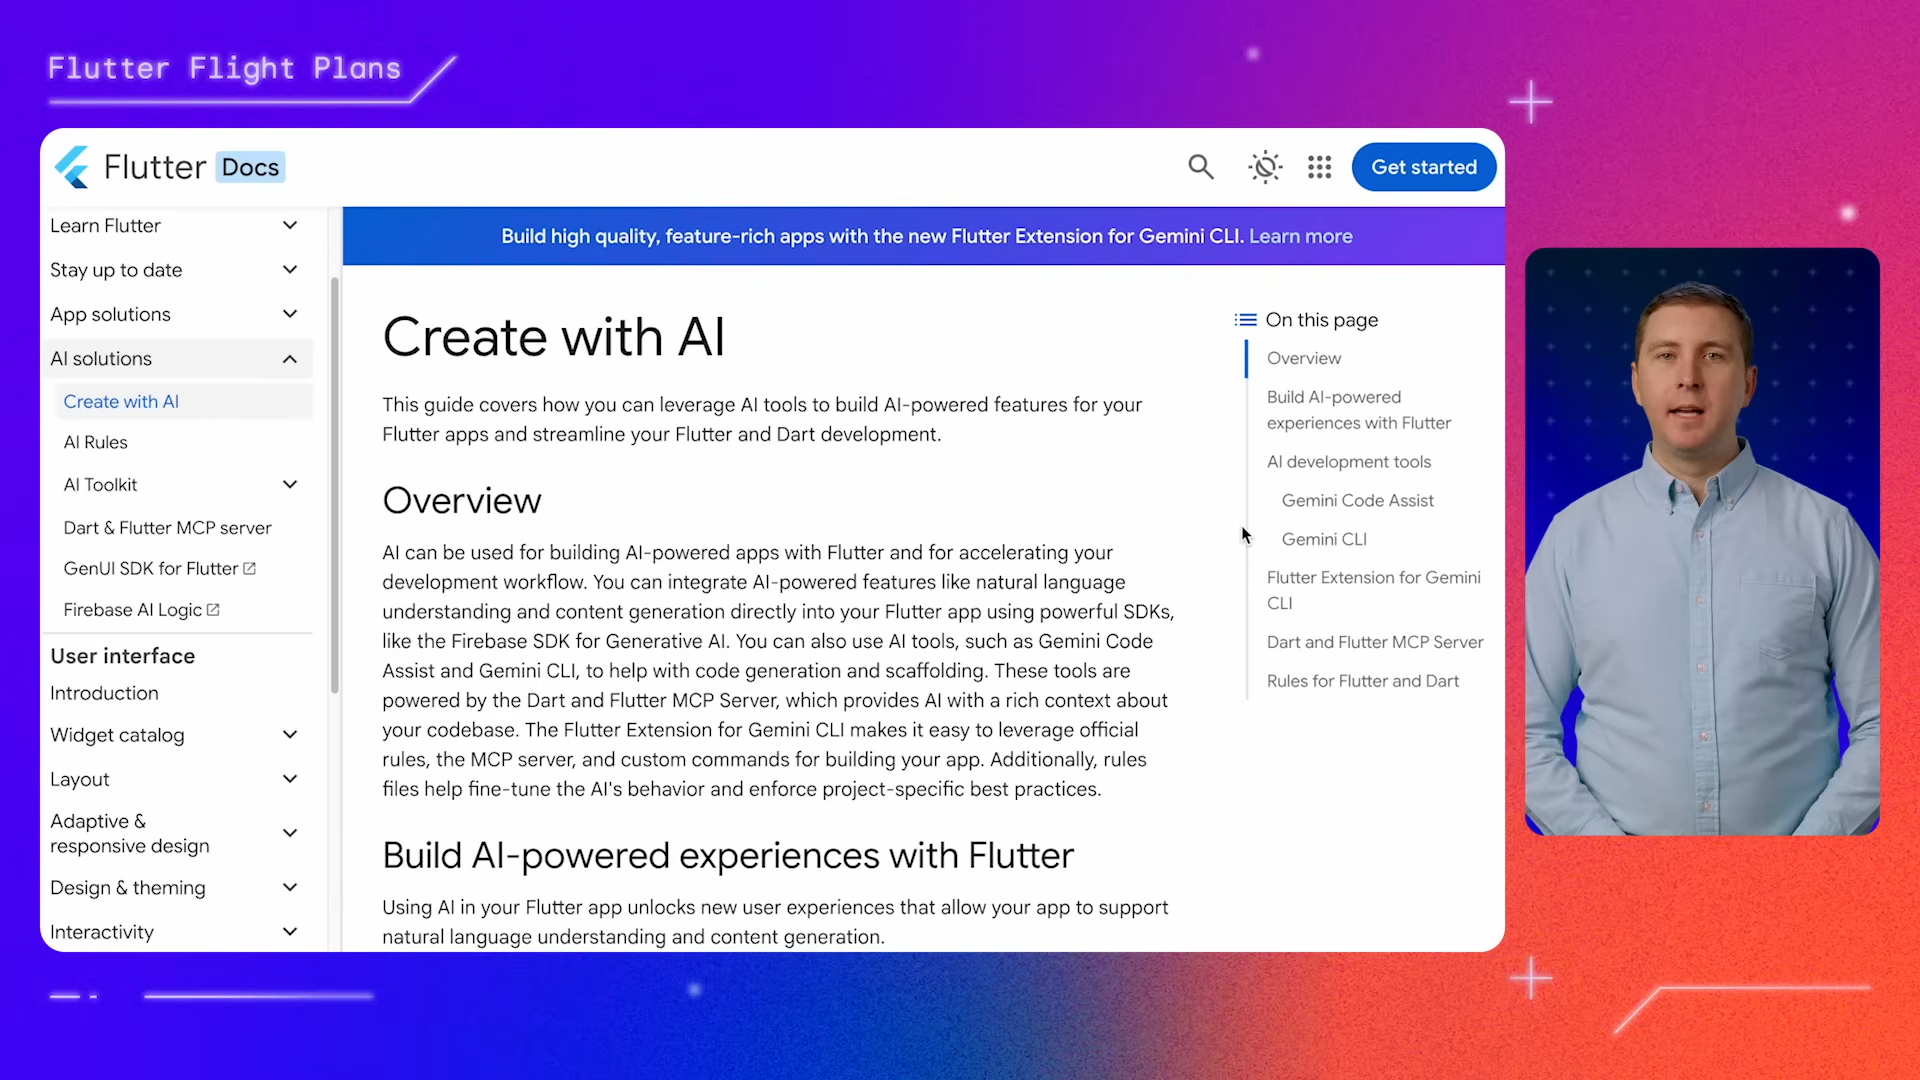 Flutter Flight Plans
Flutter Docs
Get started
Learn Flutter
Stay up to date
App solutions
AI solutions
Create with AI
AI Rules
AI Toolkit
Dart & Flutter MCP server
GenUI SDK for Flutter
Firebase AI Logic
User interface
Introduction
Widget catalog
Layout
Adaptive &
responsive design
Design & theming
Interactivity
Build high quality, feature-rich apps with the new Flutter Extension for Gemini CLI. Learn more
Create with AI
This guide covers how you can leverage AI tools to build AI-powered features for your
Flutter apps and streamline your Flutter and Dart development.
Overview
AI can be used for building AI-powered apps with Flutter and for accelerating your
development workflow. You can integrate AI-powered features like natural language
understanding and content generation directly into your Flutter app using powerful SDKs,
like the Firebase SDK for Generative AI. You can also use AI tools, such as Gemini Code
Assist and Gemini CLI, to help with code generation and scaffolding. These tools are
powered by the Dart and Flutter MCP Server, which provides AI with a rich context about
your codebase. The Flutter Extension for Gemini CLI makes it easy to leverage official
rules, the MCP server, and custom commands for building your app. Additionally, rules
files help fine-tune the AI's behavior and enforce project-specific best practices.
Build AI-powered experiences with Flutter
Using AI in your Flutter app unlocks new user experiences that allow your app to support
natural language understanding and content generation.
On this page
Overview
Build AI-powered
experiences with Flutter
AI development tools
Gemini Code Assist
Gemini CLI
Flutter Extension for Gemini
CLI
Dart and Flutter MCP Server
Rules for Flutter and Dart